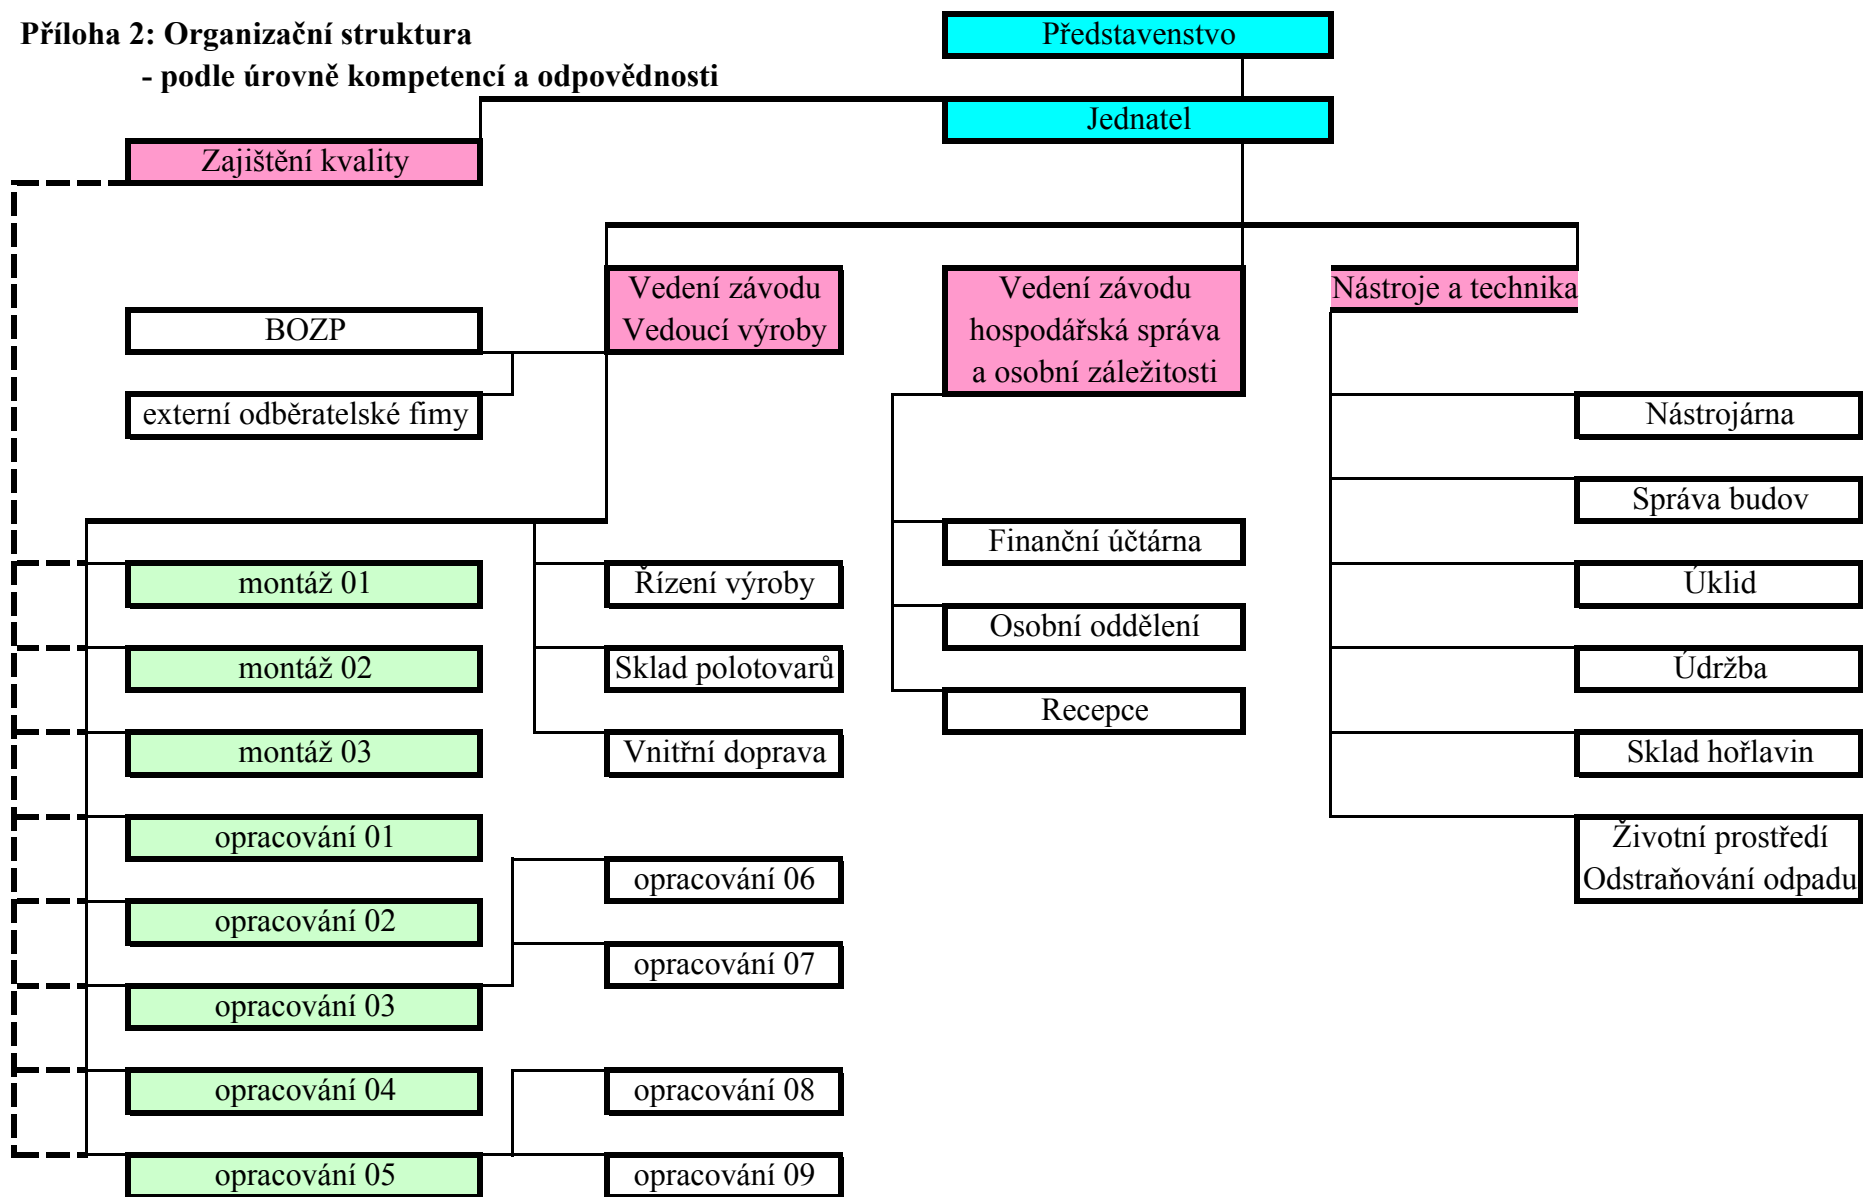 Příloha 2: Organizační struktura
- podle úrovně kompetencí a odpovědnosti
Představenstvo
Jednatel
Zajištění kvality
Vedení závodu
Vedoucí výroby
Vedení závodu
hospodářská správa
a osobní záležitosti
Nástroje a technika
BOZP
externí odběratelské fimy
Nástrojárna
Správa budov
Úklid
Údržba
Sklad hořlavin
Životní prostředí
Odstraňování odpadu
Finanční účtárna
Osobní oddělení
Recepce
Řízení výroby
Sklad polotovarů
Vnitřní doprava
montáž 01
montáž 02
montáž 03
opracování 01
opracování 02
opracování 03
opracování 04
opracování 05
opracování 06
opracování 07
opracování 08
opracování 09